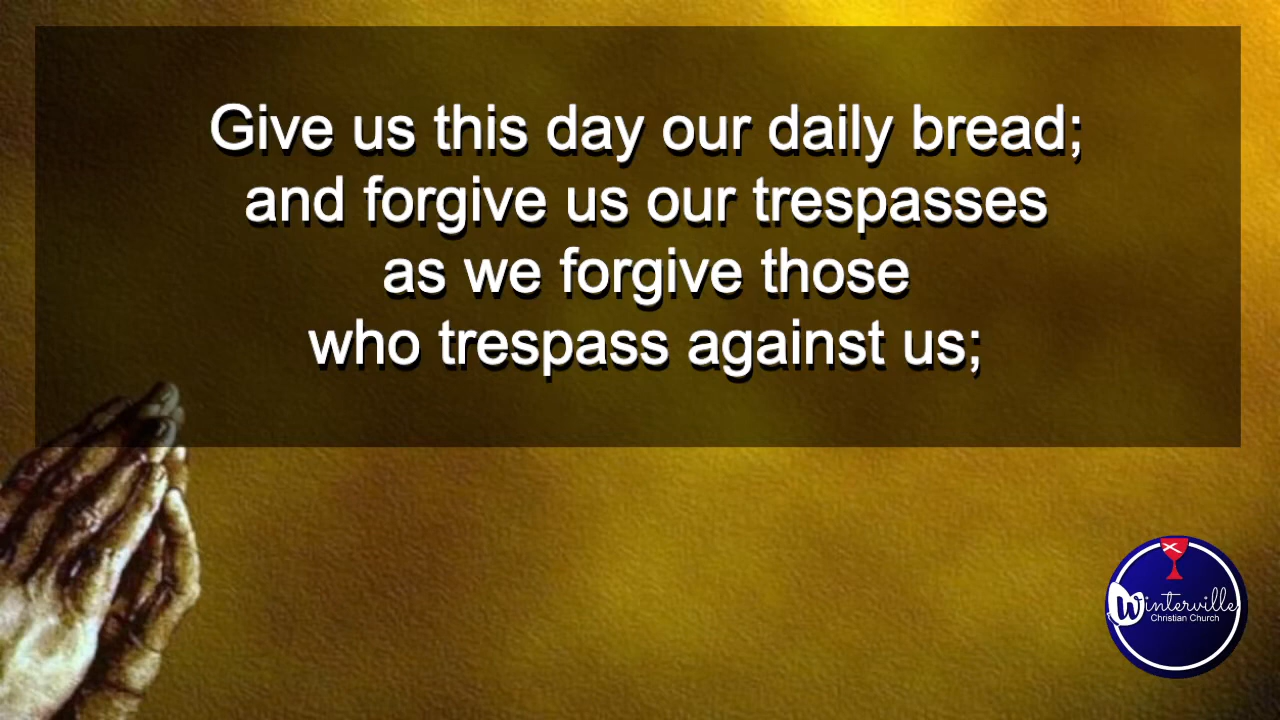 Give us this day our daily bread;
and forgive us our trespasses
as we forgive those
who trespass against us;
Winterville
Christian Church